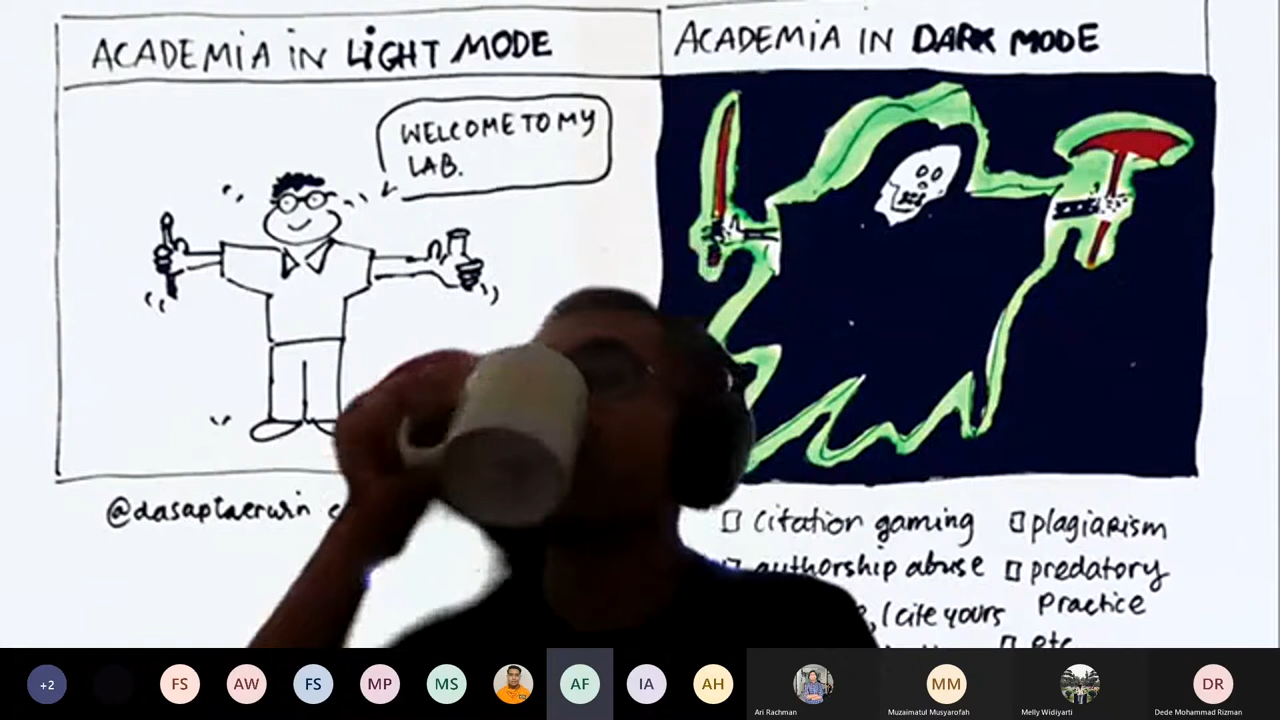 ACADEMIA IN LIGHT MODE
ACADEMIA IN DARK MODE
WELCOME TO MY
LAB.
@dasaptaerwin
citation gaming
plagiarism
authorship abuse
predatory
Practice
, I cite yours
etc
+2
FS
AW
FS
MP
MS
AF
IA
AH
Ari Rachman
MM
Muzaimatul Musyarofah
Melly Widiyarti
DR
Dede Mohammad Rizman